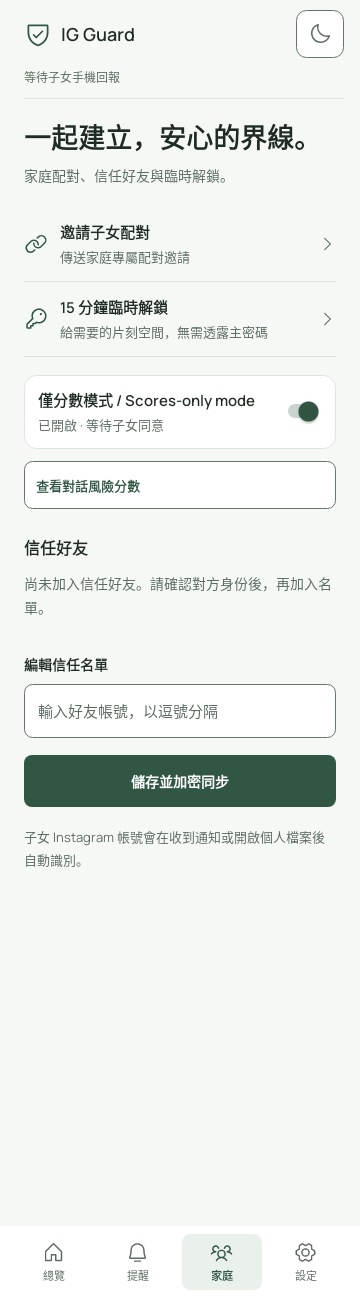 IG Guard
等待子女手機回報
一起建立，安心的界線。
家庭配對、信任好友與臨時解鎖。
邀請子女配對
傳送家庭專屬配對邀請
15 分鐘臨時解鎖
給需要的片刻空間，無需透露主密碼
僅分數模式 / Scores-only mode
已開啟 · 等待子女同意
查看對話風險分數
信任好友
尚未加入信任好友。請確認對方身份後，再加入名
單。
編輯信任名單
輸入好友帳號，以逗號分隔
儲存並加密同步
子女 Instagram 帳號會在收到通知或開啟個人檔案後
自動識別。
總覽
提醒
家庭
設定